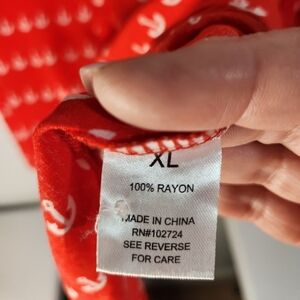 XL
100% RAYON
MADE IN CHINA
RN#102724
SEE REVERSE
FOR CARE